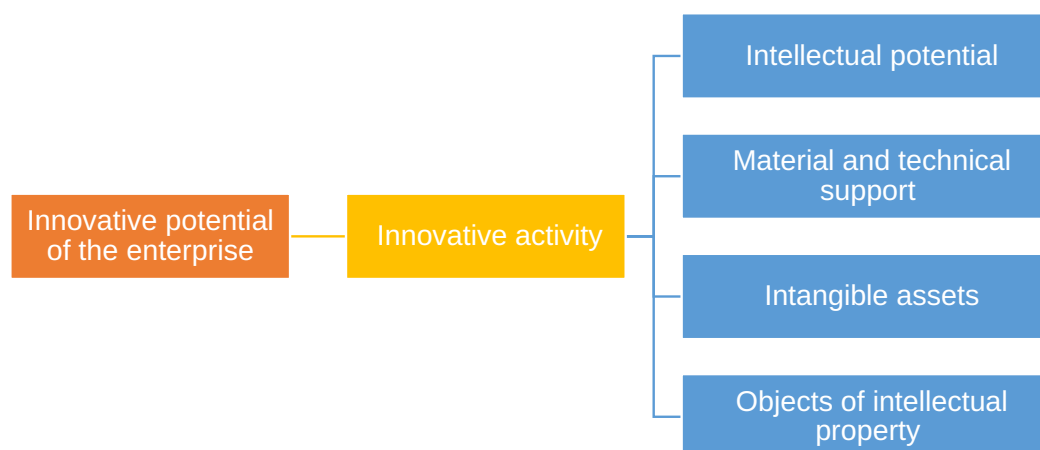 Innovative potential
of the enterprise
Innovative activity
Intellectual potential
Material and technical
support
Intangible assets
Objects of intellectual
property